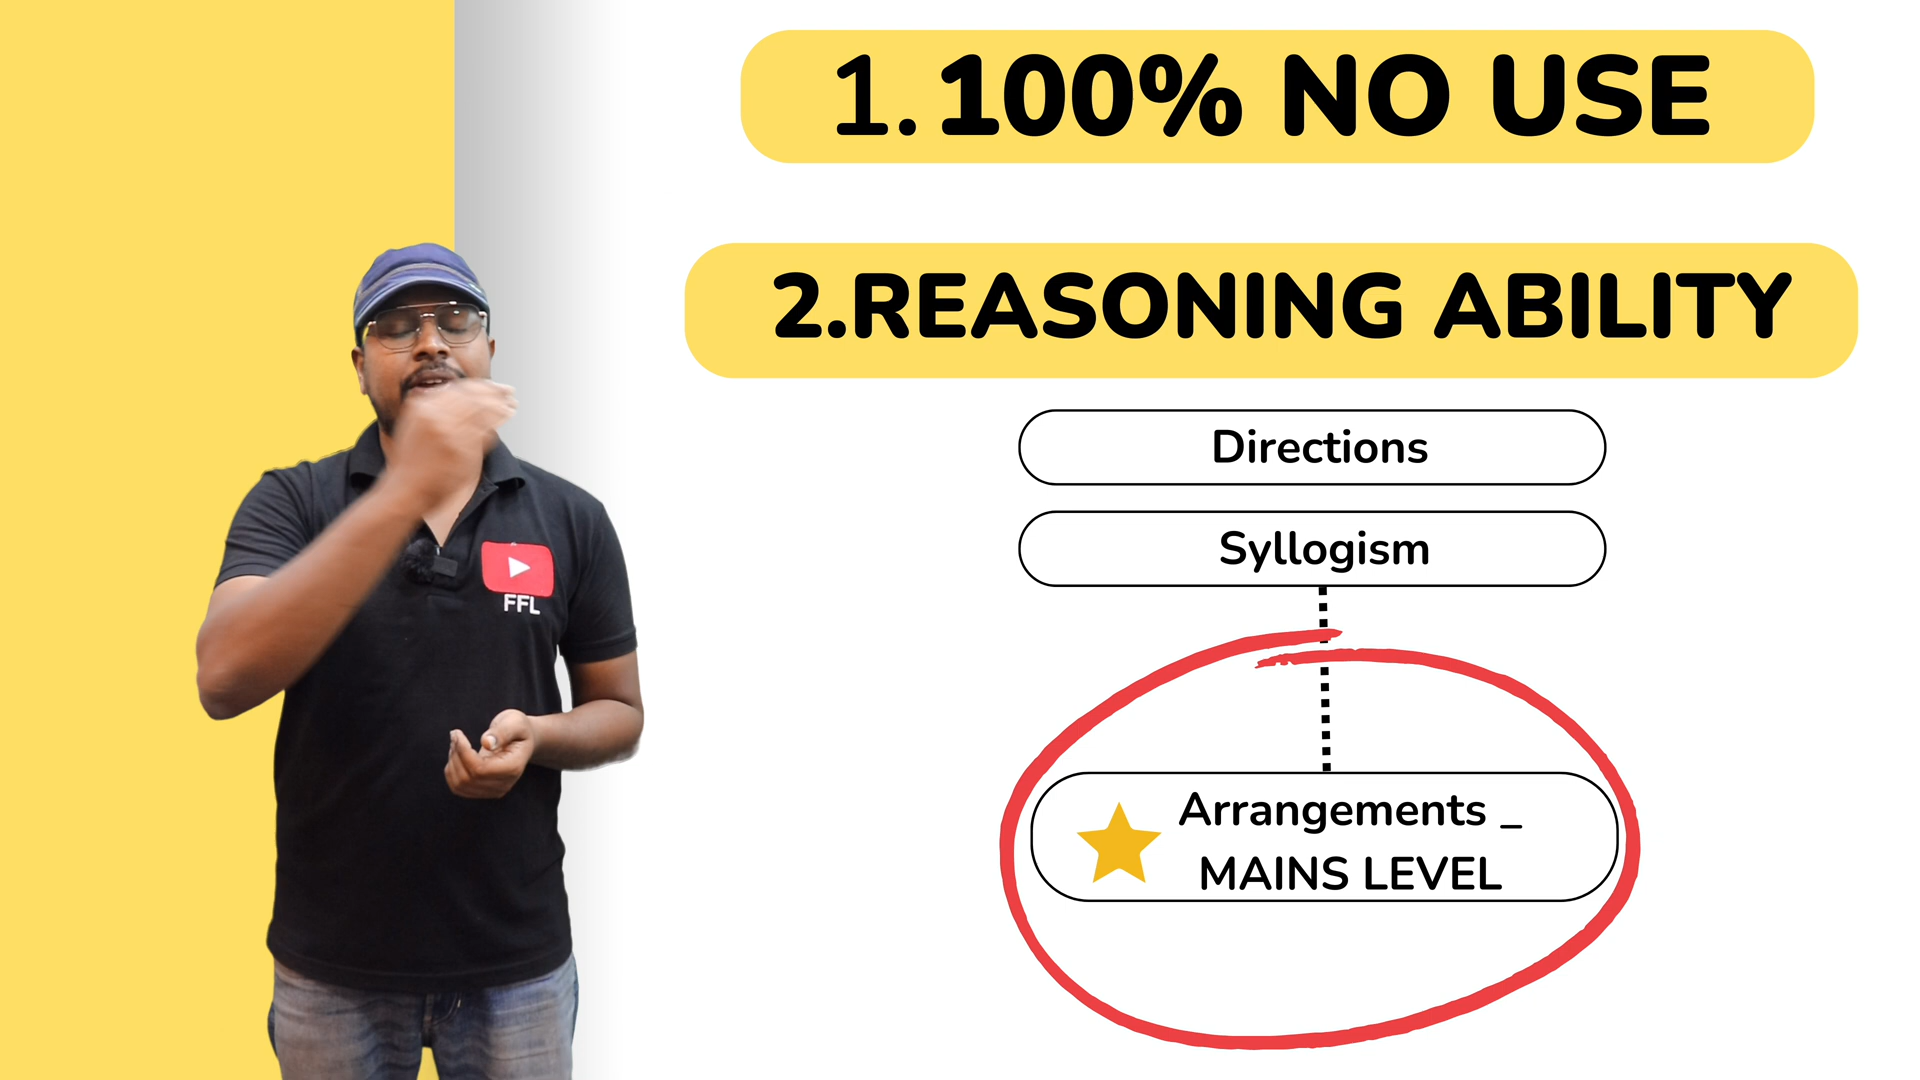 1. 100% NO USE
2.REASONING ABILITY
Directions
Syllogism
Arrangements _
MAINS LEVEL
FFL